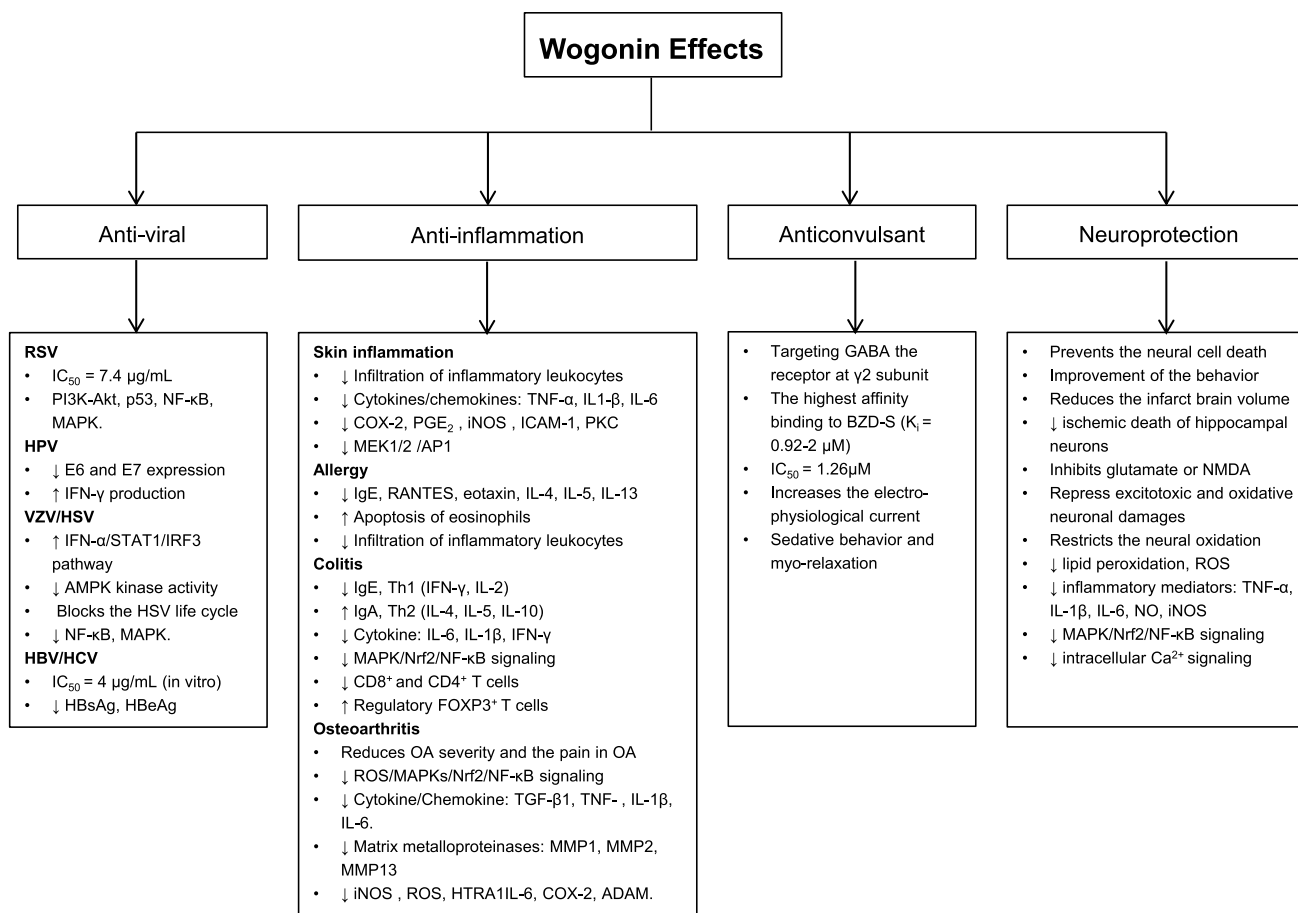 Wogonin Effects
Anti-viral
Anti-inflammation
Anticonvulsant
Neuroprotection
RSV
• IC₅₀ = 7.4 µg/mL
• PI3K-Akt, p53, NF-κB,
MAPK.
HPV
• ↓ E6 and E7 expression
• ↑ IFN-γ production
VZV/HSV
• ↑ IFN-α/STAT1/IRF3
pathway
• ↓ AMPK kinase activity
• Blocks the HSV life cycle
• ↓ NF-κB, MAPK.
HBV/HCV
• IC₅₀ = 4 µg/mL (in vitro)
• ↓ HBsAg, HBeAg
Skin inflammation
• ↓ Infiltration of inflammatory leukocytes
• ↓ Cytokines/chemokines: TNF-α, IL1-β, IL-6
• ↓ COX-2, PGE₂ , iNOS , ICAM-1, PKC
• ↓ MEK1/2 /AP1
Allergy
• ↓ IgE, RANTES, eotaxin, IL-4, IL-5, IL-13
• ↑ Apoptosis of eosinophils
• ↓ Infiltration of inflammatory leukocytes
Colitis
• ↓ IgE, Th1 (IFN-γ, IL-2)
• ↑ IgA, Th2 (IL-4, IL-5, IL-10)
• ↓ Cytokine: IL-6, IL-1β, IFN-γ
• ↓ MAPK/Nrf2/NF-κB signaling
• ↓ CD8⁺ and CD4⁺ T cells
• ↑ Regulatory FOXP3⁺ T cells
Osteoarthritis
• Reduces OA severity and the pain in OA
• ↓ ROS/MAPKs/Nrf2/NF-κB signaling
• ↓ Cytokine/Chemokine: TGF-β1, TNF- , IL-1β,
IL-6.
• ↓ Matrix metalloproteinases: MMP1, MMP2,
MMP13
• ↓ iNOS , ROS, HTRA1IL-6, COX-2, ADAM.
• Targeting GABA the
receptor at γ2 subunit
• The highest affinity
binding to BZD-S (Kᵢ =
0.92-2 µM)
• IC₅₀ = 1.26µM
• Increases the electro-
physiological current
• Sedative behavior and
myo-relaxation
• Prevents the neural cell death
• Improvement of the behavior
• Reduces the infarct brain volume
• ↓ ischemic death of hippocampal
neurons
• Inhibits glutamate or NMDA
• Repress excitotoxic and oxidative
neuronal damages
• Restricts the neural oxidation
• ↓ lipid peroxidation, ROS
• ↓ inflammatory mediators: TNF-α,
IL-1β, IL-6, NO, iNOS
• ↓ MAPK/Nrf2/NF-κB signaling
• ↓ intracellular Ca²⁺ signaling